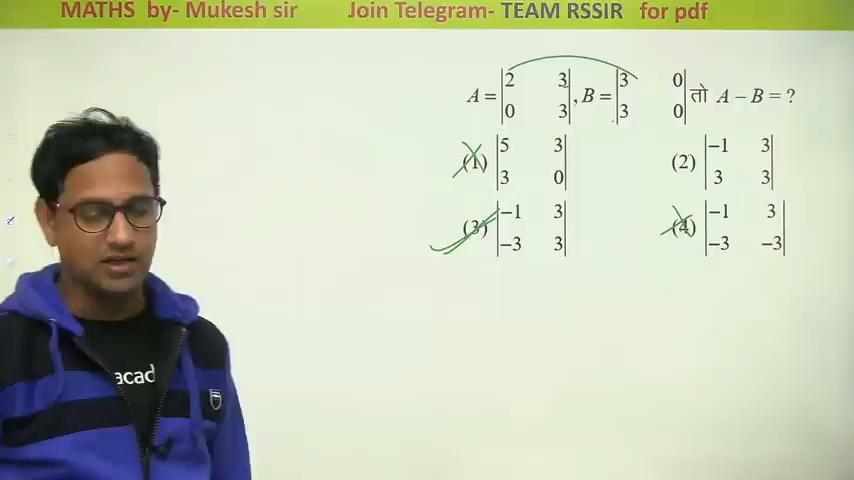 MATHS by- Mukesh sir Join Telegram- TEAM RSSIR for pdf
A = |2 3|, B = |3 0| तो A – B = ?
|0 3| |3 0|
(1) |5 3| (2) |–1 3|
|3 0| |3 3|
(3) |–1 3| (4) |–1 3|
|–3 3| |–3 –3|
acad